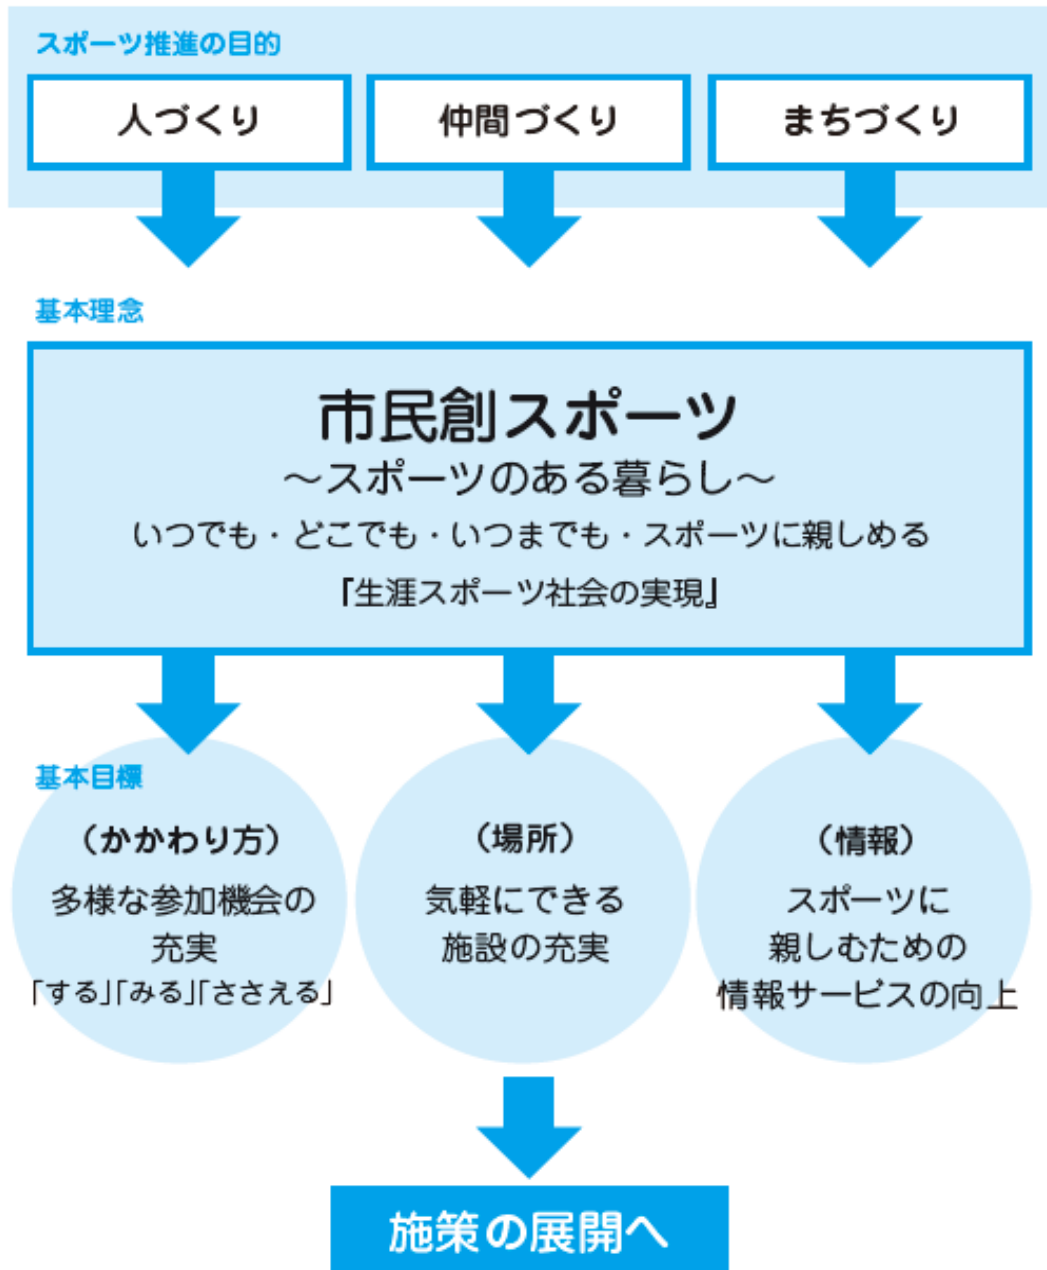 スポーツ推進の目的
人づくり
仲間づくり
まちづくり
基本理念
市民創スポーツ
～スポーツのある暮らし～
いつでも・どこでも・いつまでも・スポーツに親しめる
『生涯スポーツ社会の実現』
基本目標
（かかわり方）
多様な参加機会の
充実
「する」「みる」「ささえる」
（場所）
気軽にできる
施設の充実
（情報）
スポーツに
親しむための
情報サービスの向上
施策の展開へ